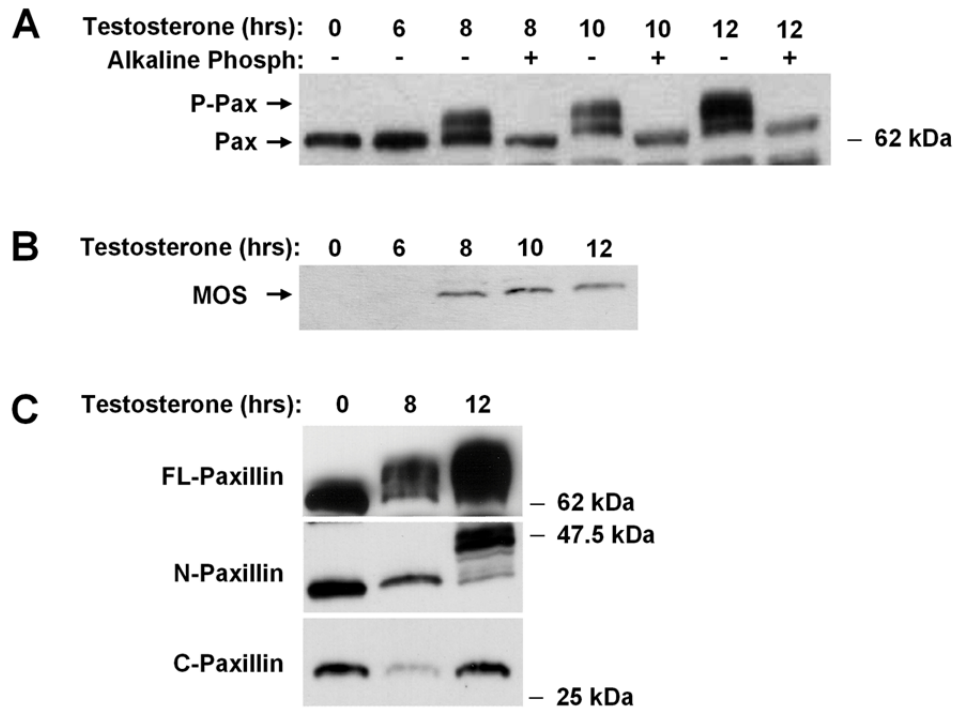 A
Testosterone (hrs): 0 6 8 8 10 10 12 12
Alkaline Phosph: - - - + - + - +
P-Pax →
Pax →
– 62 kDa
B
Testosterone (hrs): 0 6 8 10 12
MOS →
C
Testosterone (hrs): 0 8 12
FL-Paxillin
– 62 kDa
– 47.5 kDa
N-Paxillin
C-Paxillin
– 25 kDa